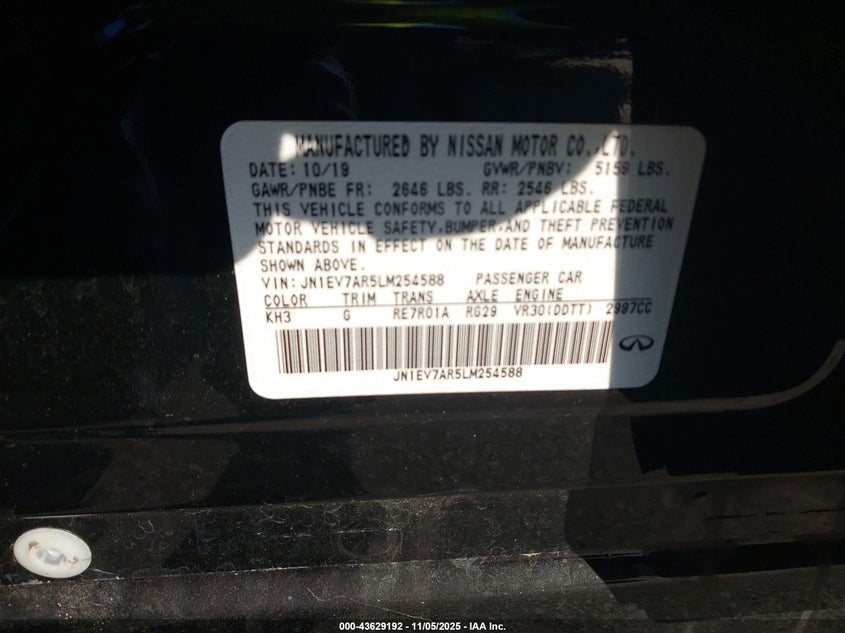 MANUFACTURED BY NISSAN MOTOR CO., LTD.
DATE: 10/19 GVWR/PNBV: 5159 LBS.
GAWR/PNBE FR: 2646 LBS. RR: 2546 LBS.
THIS VEHICLE CONFORMS TO ALL APPLICABLE FEDERAL
MOTOR VEHICLE SAFETY,BUMPER,AND THEFT PREVENTION
STANDARDS IN EFFECT ON THE DATE OF MANUFACTURE
SHOWN ABOVE.
VIN: JN1EV7AR5LM254588 PASSENGER CAR
COLOR TRIM TRANS AXLE ENGINE
KH3 G RE7R01A RG29 VR30(DDTT) 2997CC
JN1EV7AR5LM254588
000-43629192 - 11/05/2025 - IAA Inc.